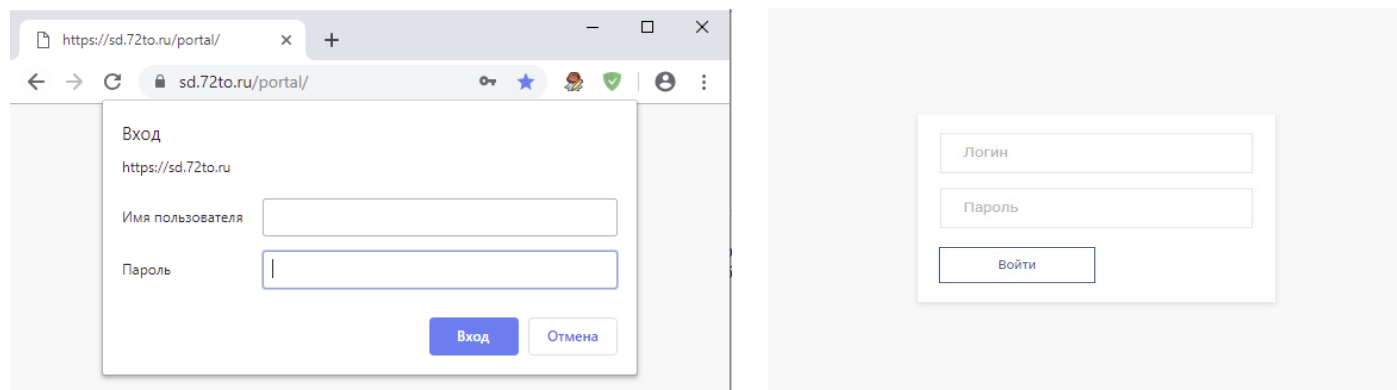 https://sd.72to.ru/portal/
sd.72to.ru/portal/
Вход
https://sd.72to.ru
Имя пользователя
Пароль
Вход Отмена
Логин
Пароль
Войти